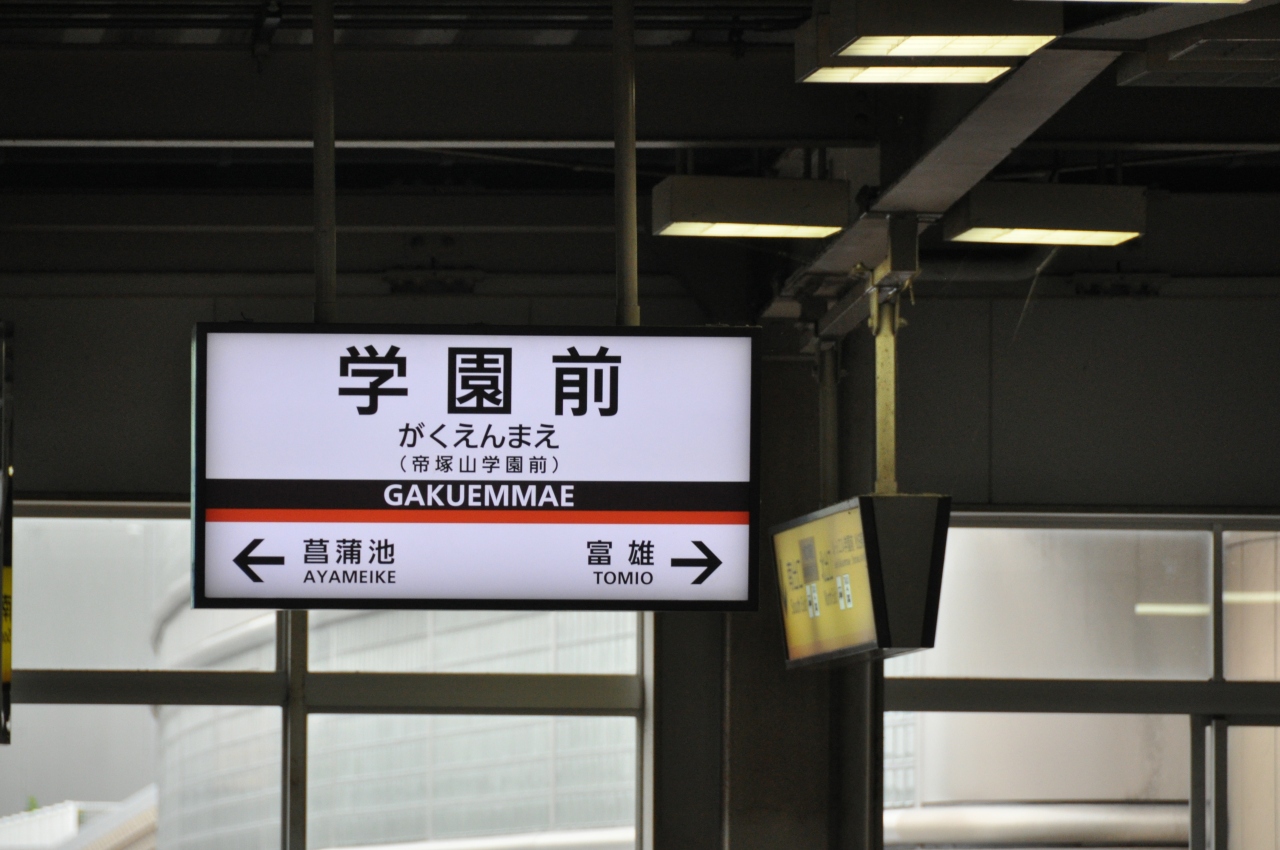 学園前
がくえんまえ
（帝塚山学園前）
GAKUEMMAE
← 菖蒲池 富雄 →
AYAMEIKE TOMIO